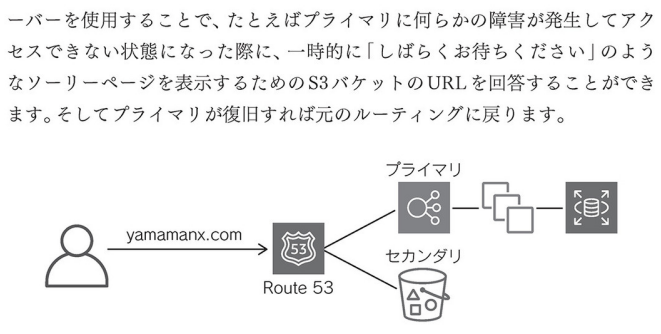 ーバーを使用することで、たとえばプライマリに何らかの障害が発生してアク
セスできない状態になった際に、一時的に「しばらくお待ちください」のよう
なソーリーページを表示するためのS3バケットのURLを回答することができ
ます。そしてプライマリが復旧すれば元のルーティングに戻ります。
プライマリ
yamamanx.com
53
セカンダリ
Route 53